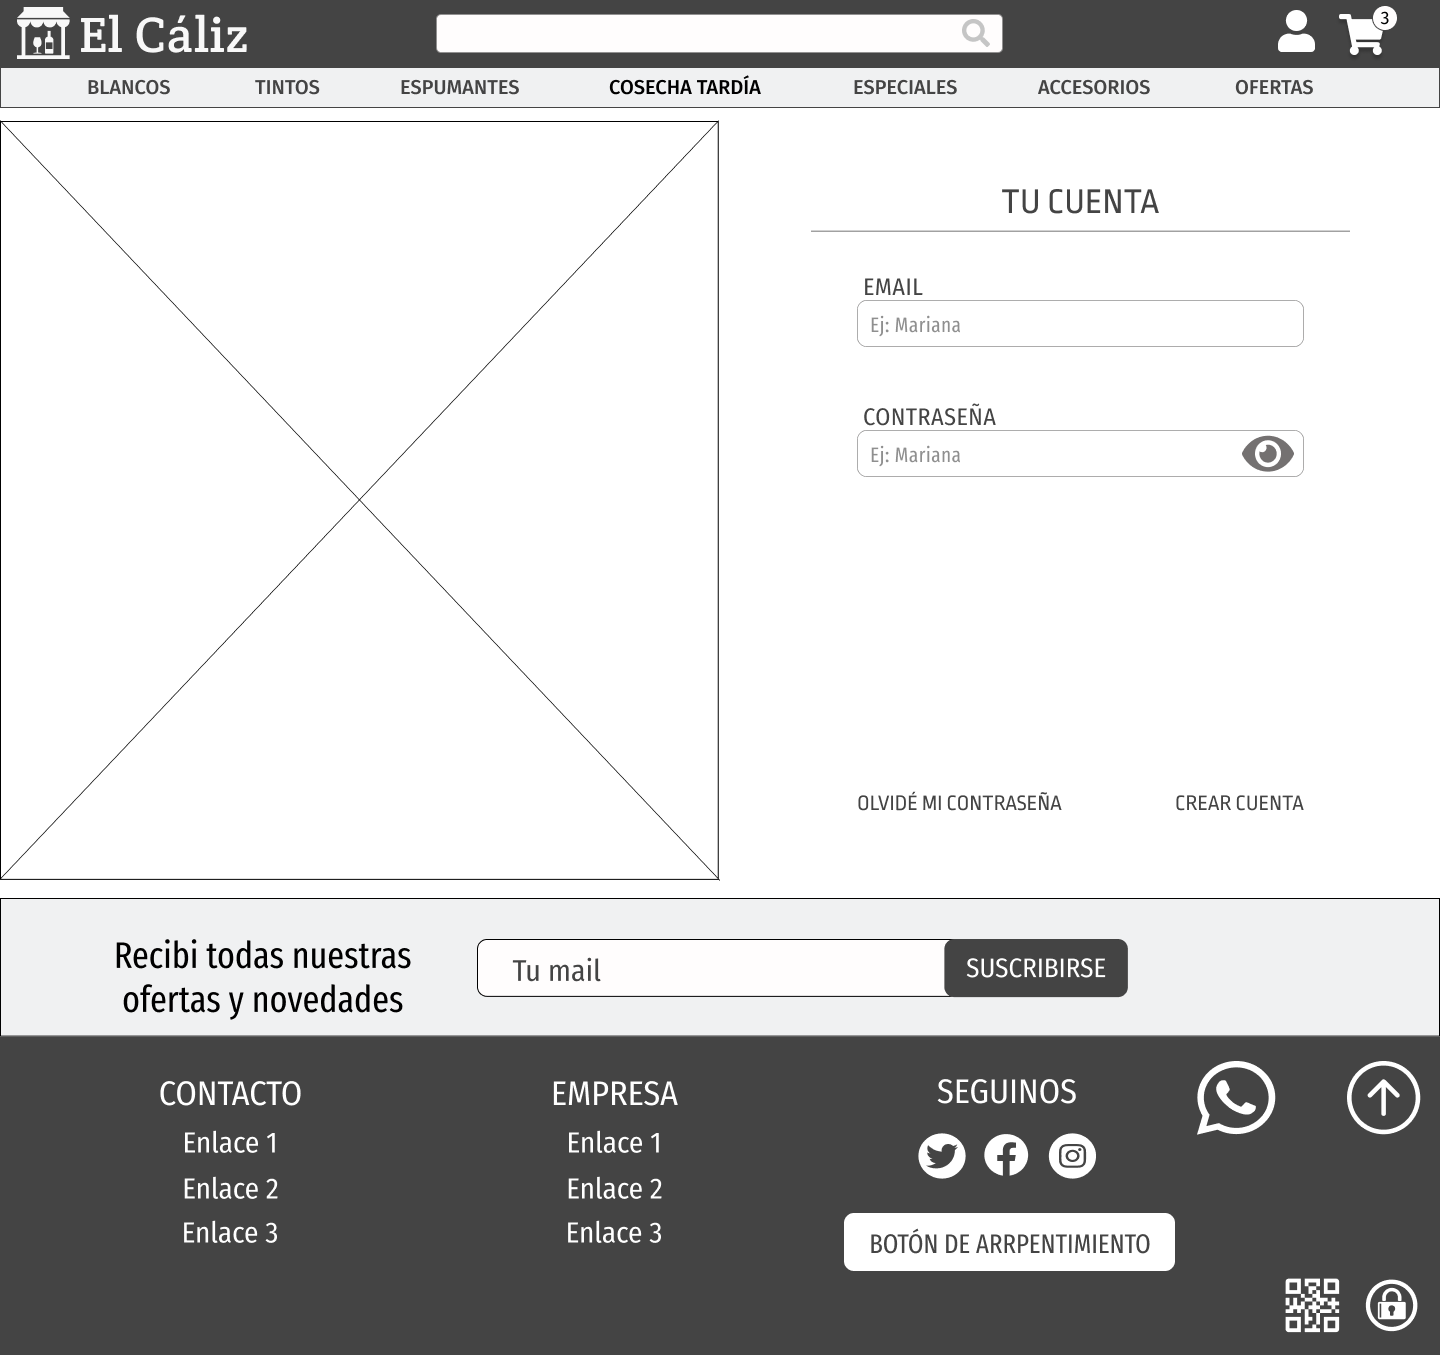 El Cáliz
3
BLANCOS TINTOS ESPUMANTES COSECHA TARDÍA ESPECIALES ACCESORIOS OFERTAS
TU CUENTA
EMAIL
Ej: Mariana
CONTRASEÑA
Ej: Mariana
OLVIDÉ MI CONTRASEÑA CREAR CUENTA
Recibi todas nuestras
ofertas y novedades
Tu mail
SUSCRIBIRSE
CONTACTO
Enlace 1
Enlace 2
Enlace 3
EMPRESA
Enlace 1
Enlace 2
Enlace 3
SEGUINOS
BOTÓN DE ARRPENTIMIENTO